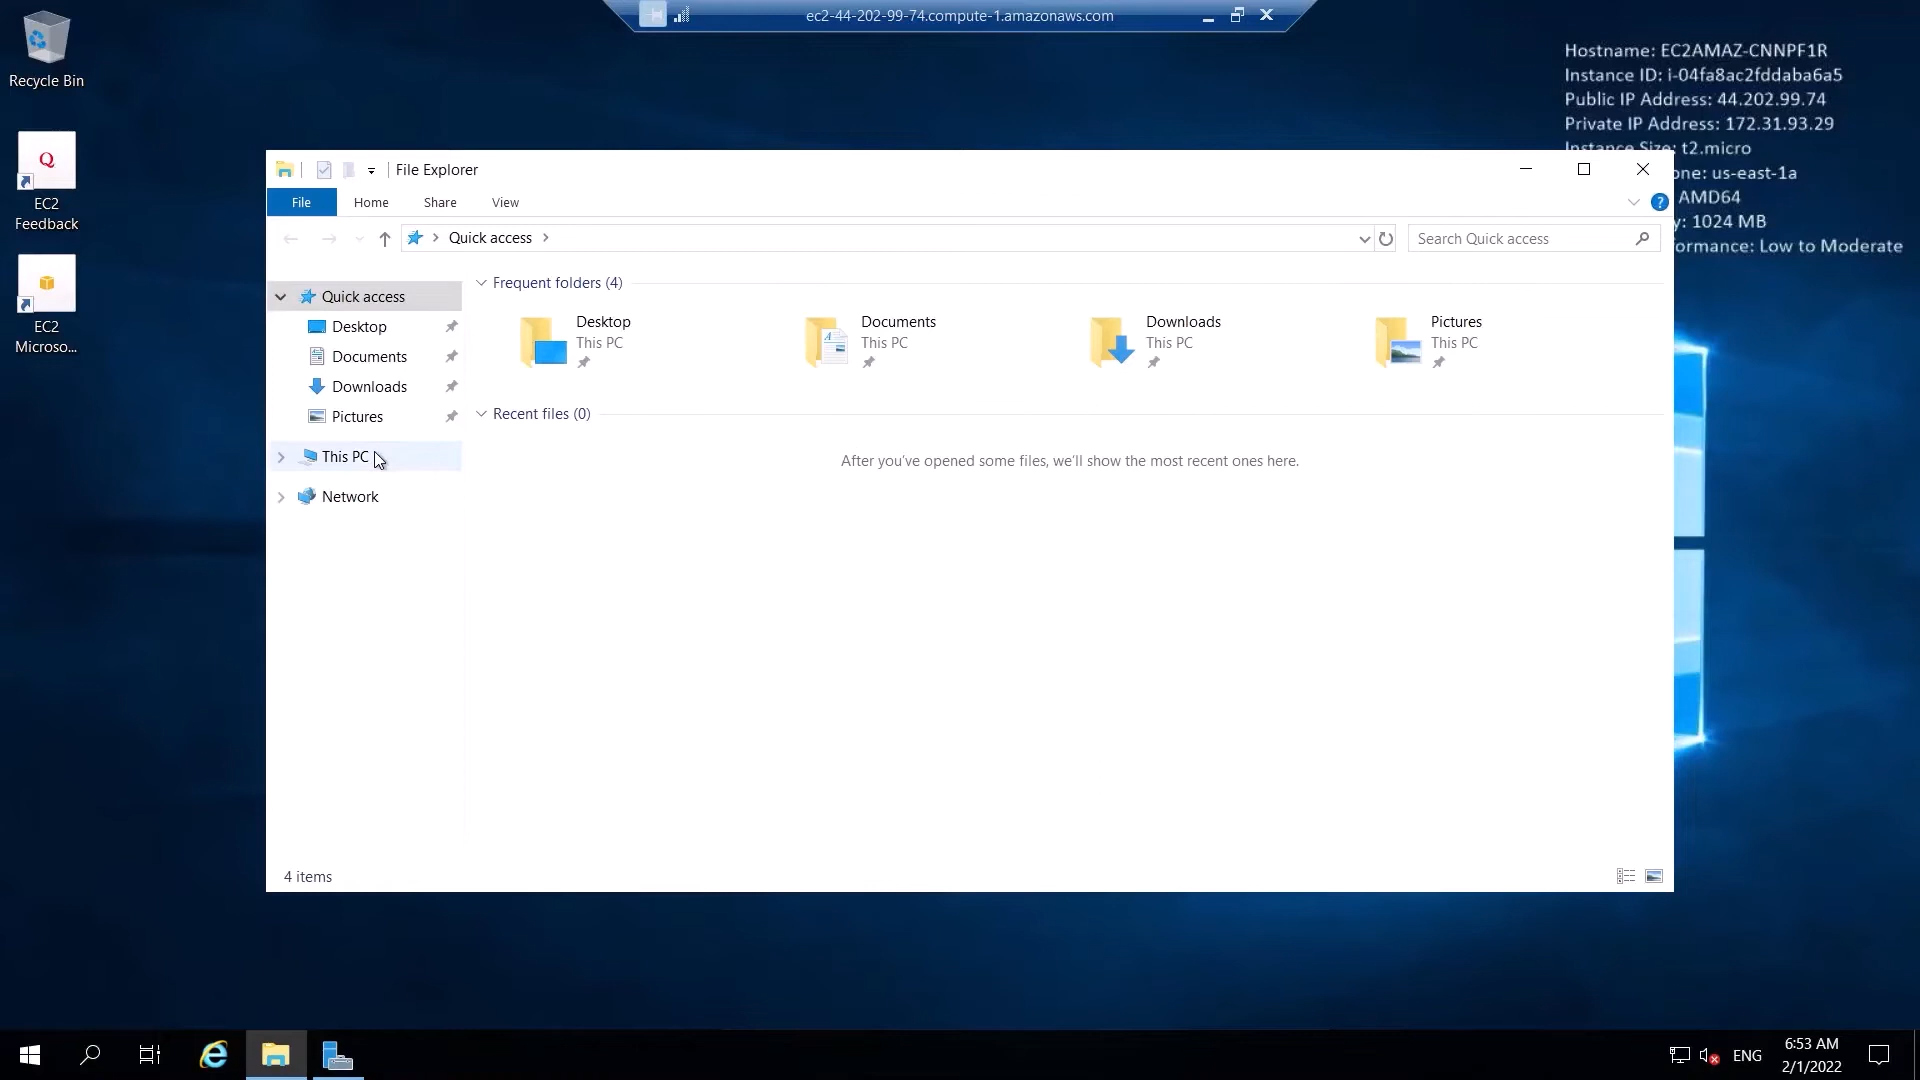 ec2-44-202-99-74.compute-1.amazonaws.com
Recycle Bin
EC2
Feedback
EC2
Microso...
Hostname: EC2AMAZ-CNNPF1R
Instance ID: i-04fa8ac2fddaba6a5
Public IP Address: 44.202.99.74
Private IP Address: 172.31.93.29
Instance Size: t2.micro
one: us-east-1a
AMD64
y: 1024 MB
ormance: Low to Moderate
File Explorer
File Home Share View
Quick access
Search Quick access
Quick access
Desktop
Documents
Downloads
Pictures
This PC
Network
Frequent folders (4)
Desktop
This PC
Documents
This PC
Downloads
This PC
Pictures
This PC
Recent files (0)
After you've opened some files, we'll show the most recent ones here.
4 items
ENG
6:53 AM
2/1/2022